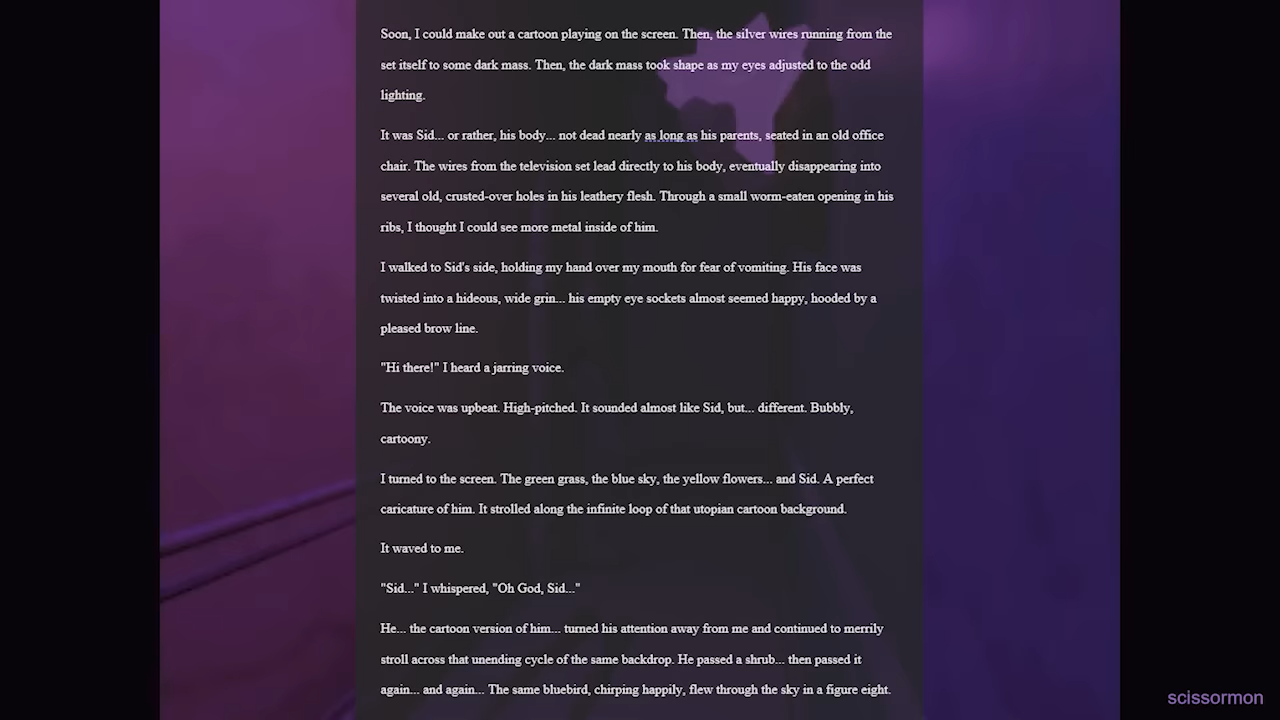 Soon, I could make out a cartoon playing on the screen. Then, the silver wires running from the
set itself to some dark mass. Then, the dark mass took shape as my eyes adjusted to the odd
lighting.
It was Sid... or rather, his body... not dead nearly as long as his parents, seated in an old office
chair. The wires from the television set lead directly to his body, eventually disappearing into
several old, crusted-over holes in his leathery flesh. Through a small worm-eaten opening in his
ribs, I thought I could see more metal inside of him.
I walked to Sid's side, holding my hand over my mouth for fear of vomiting. His face was
twisted into a hideous, wide grin... his empty eye sockets almost seemed happy, hooded by a
pleased brow line.
"Hi there!" I heard a jarring voice.
The voice was upbeat. High-pitched. It sounded almost like Sid, but... different. Bubbly,
cartoony.
I turned to the screen. The green grass, the blue sky, the yellow flowers... and Sid. A perfect
caricature of him. It strolled along the infinite loop of that utopian cartoon background.
It waved to me.
"Sid..." I whispered, "Oh God, Sid..."
He... the cartoon version of him... turned his attention away from me and continued to merrily
stroll across that unending cycle of the same backdrop. He passed a shrub... then passed it
again... and again... The same bluebird, chirping happily, flew through the sky in a figure eight.
scissormon